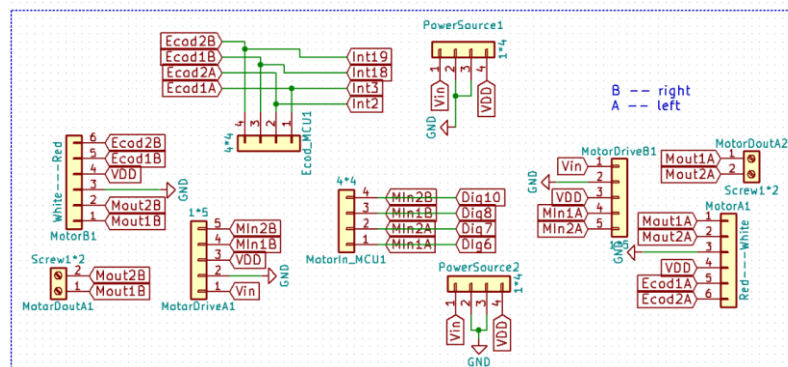 PowerSource1
1*4
1
2
3
4
Vin
VDD
GND
Ecod2B
Ecod1B
Ecod2A
Ecod1A
Int19
Int18
Int3
Int2
4
3
2
1
4*4
Ecod_MCU1
B -- right
A -- left
White---Red
6
5
4
3
2
1
Ecod2B
Ecod1B
VDD
GND
Mout2B
Mout1B
MotorB1
Screw1*2
2
1
Mout2B
Mout1B
MotorDoutA1
1*5
5
4
3
2
1
MIn2B
MIn1B
VDD
GND
Vin
MotorDriveA1
4*4
4
3
2
1
MIn2B
MIn1B
MIn2A
MIn1A
Dig10
Dig8
Dig7
Dig6
MotorIn_MCU1
PowerSource2
1*4
1
2
3
4
Vin
VDD
GND
MotorDriveB1
Vin
GND
VDD
MIn1A
MIn2A
1
2
3
4
5
1*5
MotorDoutA2
Mout1A
Mout2A
1
2
Screw1*2
MotorA1
Mout1A
Mout2A
GND
VDD
Ecod1A
Ecod2A
1
2
3
4
5
6
Red---White